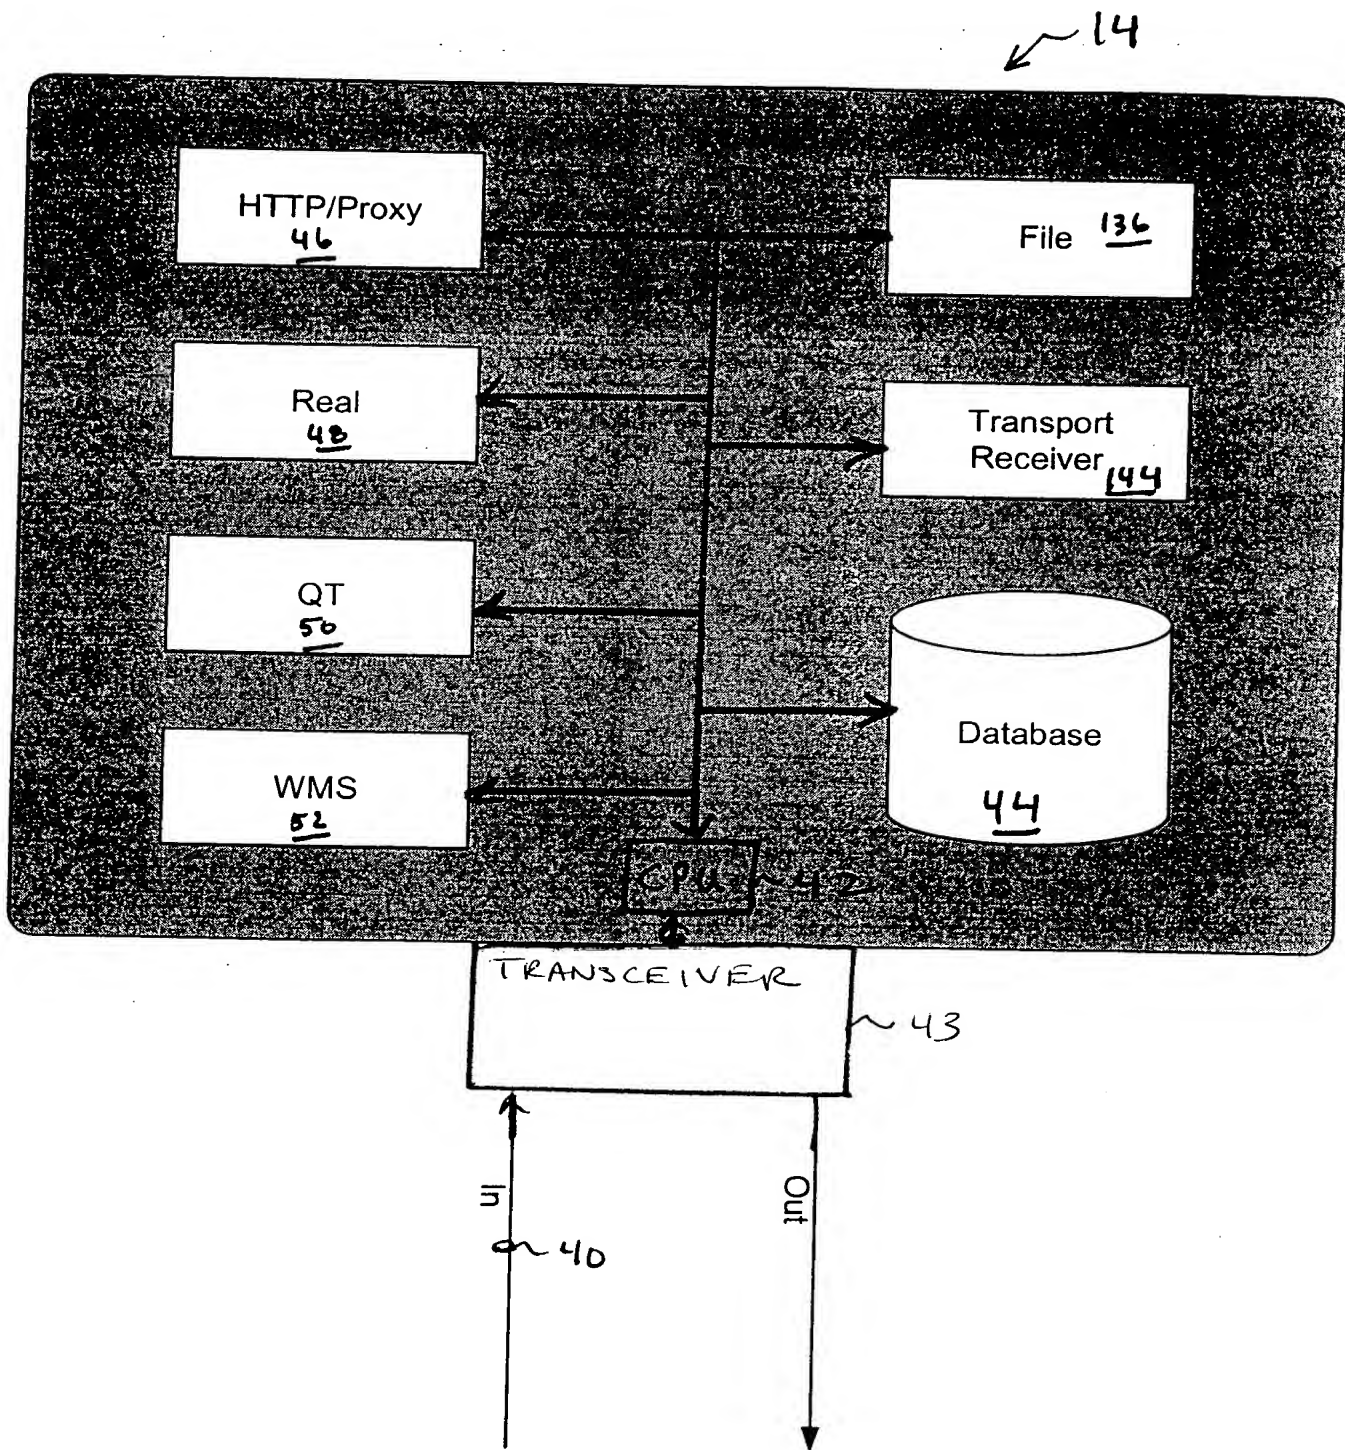 14
HTTP/Proxy
46
File 136
Real
48
Transport
Receiver 144
QT
50
Database
44
WMS
52
CPU 42
TRANSCEIVER
43
In
Out
40